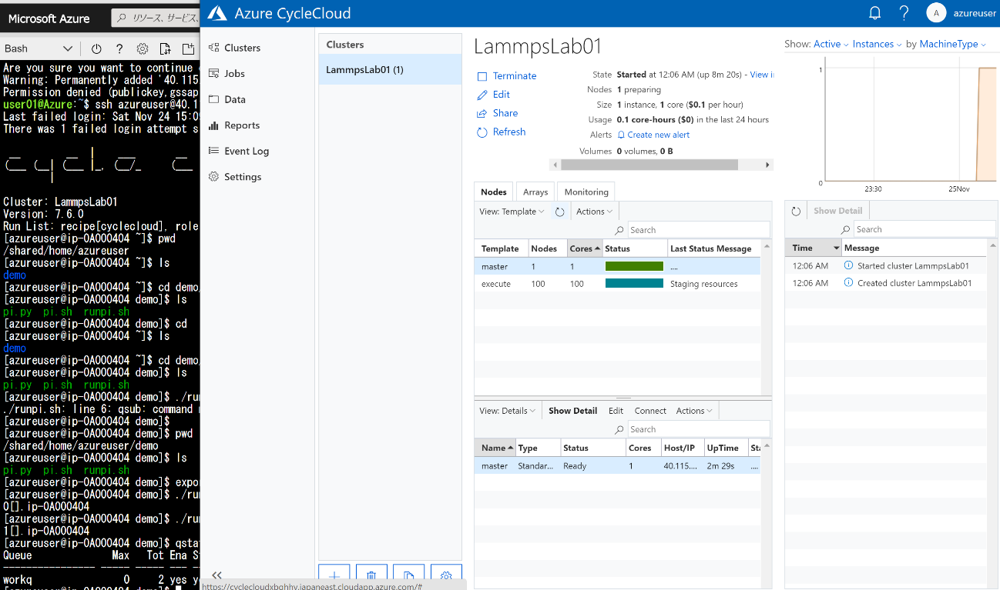 Microsoft Azure
リソース、サービス、
Bash
Are you sure you want to continue
Warning: Permanently added '40.115
Permission denied (publickey,gssap
user01@Azure:~$ ssh azureuser@40.1
Last failed login: Sat Nov 24 15:0
There was 1 failed login attempt s
Cluster: LammpsLab01
Version: 7.6.0
Run List: recipe[cyclecloud], role
[azureuser@ip-0A000404 ~]$ pwd
/shared/home/azureuser
[azureuser@ip-0A000404 ~]$ ls
demo
[azureuser@ip-0A000404 ~]$ cd demo/
[azureuser@ip-0A000404 demo]$ ls
pi.py pi.sh runpi.sh
[azureuser@ip-0A000404 demo]$ cd
[azureuser@ip-0A000404 ~]$ ls
demo
[azureuser@ip-0A000404 ~]$ cd demo/
[azureuser@ip-0A000404 demo]$ ls
pi.py pi.sh runpi.sh
[azureuser@ip-0A000404 demo]$ ./run
./runpi.sh: line 6: qsub: command
[azureuser@ip-0A000404 demo]$
[azureuser@ip-0A000404 demo]$ pwd
/shared/home/azureuser/demo
[azureuser@ip-0A000404 demo]$ ls
pi.py pi.sh runpi.sh
[azureuser@ip-0A000404 demo]$ expo
[azureuser@ip-0A000404 demo]$ ./run
0[].ip-0A000404
[azureuser@ip-0A000404 demo]$ ./run
1[].ip-0A000404
[azureuser@ip-0A000404 demo]$ qsta
Queue Max Tot Ena S
workq 0 2 yes y
[azureuser@ip-0A000404 demo]$
Azure CycleCloud
A azureuser
Clusters
Jobs
Data
Reports
Event Log
Settings
https://cyclecloudxbqhhv.japaneast.cloudapp.azure.com/#
Clusters
LammpsLab01 (1)
LammpsLab01
Terminate
Edit
Share
Refresh
State Started at 12:06 AM (up 8m 20s) - View i
Nodes 1 preparing
Size 1 instance, 1 core ($0.1 per hour)
Usage 0.1 core-hours ($0) in the last 24 hours
Alerts Create new alert
Volumes 0 volumes, 0 B
Show: Active Instances by MachineType
1
0
23:30 25Nov
Nodes Arrays Monitoring
View: Template Actions
Search
Template Nodes Cores Status Last Status Message
master 1 1 ....
execute 100 100 Staging resources
View: Details Show Detail Edit Connect Actions
Search
Name Type Status Cores Host/IP UpTime Sta
master Standar... Ready 1 40.115.... 2m 29s ....
Show Detail
Search
Time Message
12:06 AM Started cluster LammpsLab01
12:06 AM Created cluster LammpsLab01